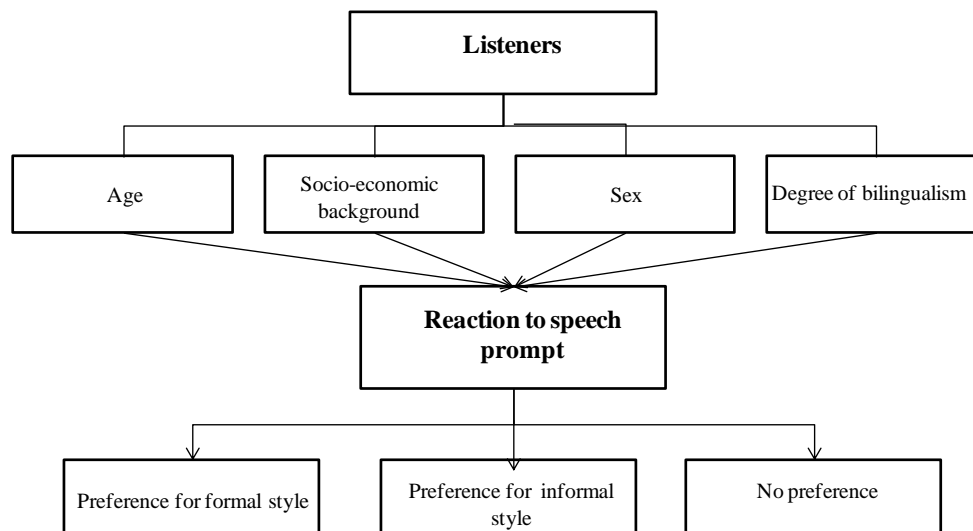 Listeners
Age
Socio-economic
background
Sex
Degree of bilingualism
Reaction to speech
prompt
Preference for formal style
Preference for informal
style
No preference